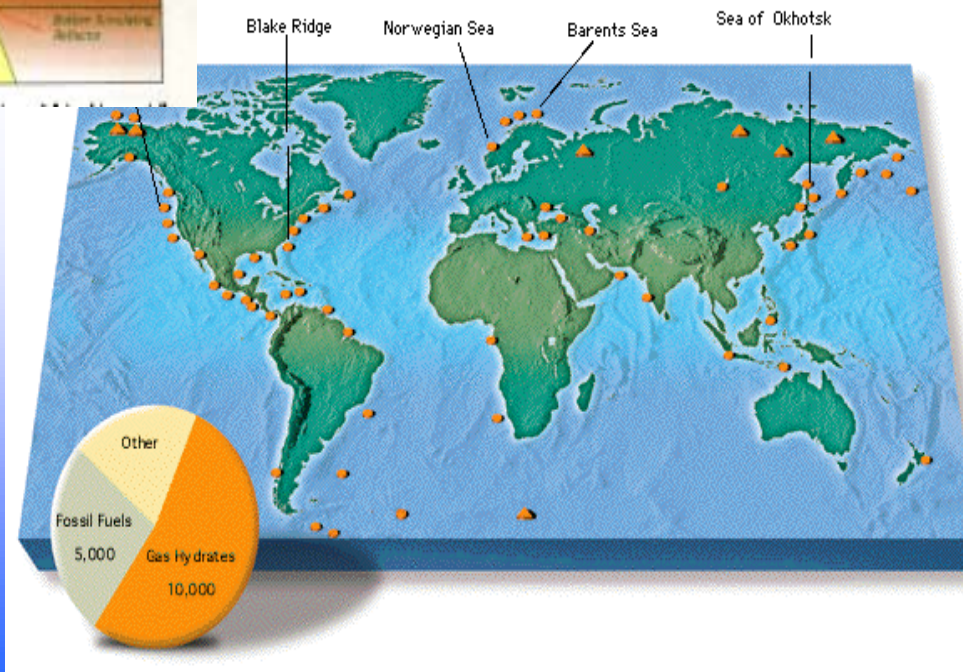 Blake Ridge
Norwegian Sea
Barents Sea
Sea of Okhotsk
Other
Fossil Fuels
5,000
Gas Hydrates
10,000